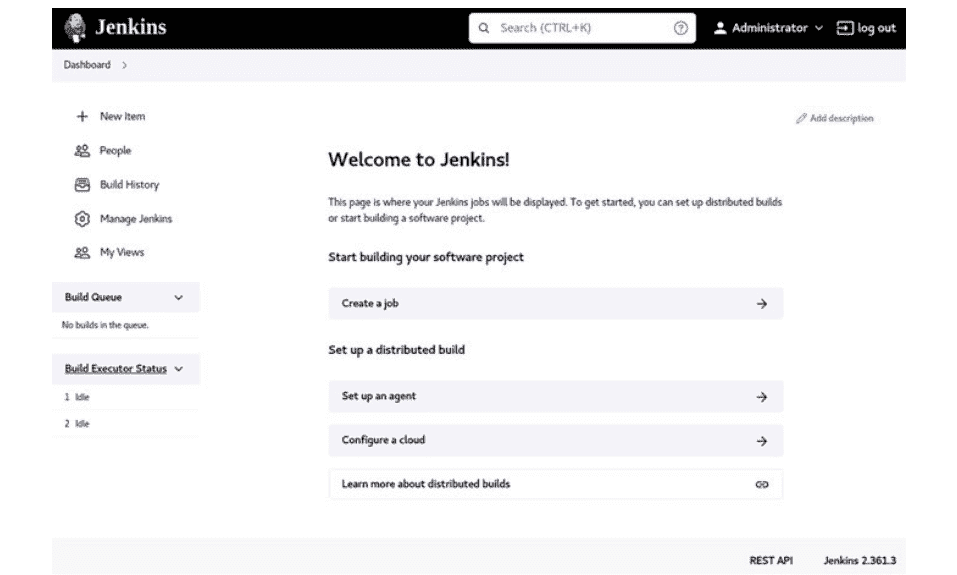 Jenkins
Search (CTRL+K)
Administrator
log out
Dashboard
New Item
People
Build History
Manage Jenkins
My Views
Build Queue
No builds in the queue.
Build Executor Status
1 Idle
2 Idle
Add description
Welcome to Jenkins!
This page is where your Jenkins jobs will be displayed. To get started, you can set up distributed builds
or start building a software project.
Start building your software project
Create a job
Set up a distributed build
Set up an agent
Configure a cloud
Learn more about distributed builds
REST API
Jenkins 2.361.3